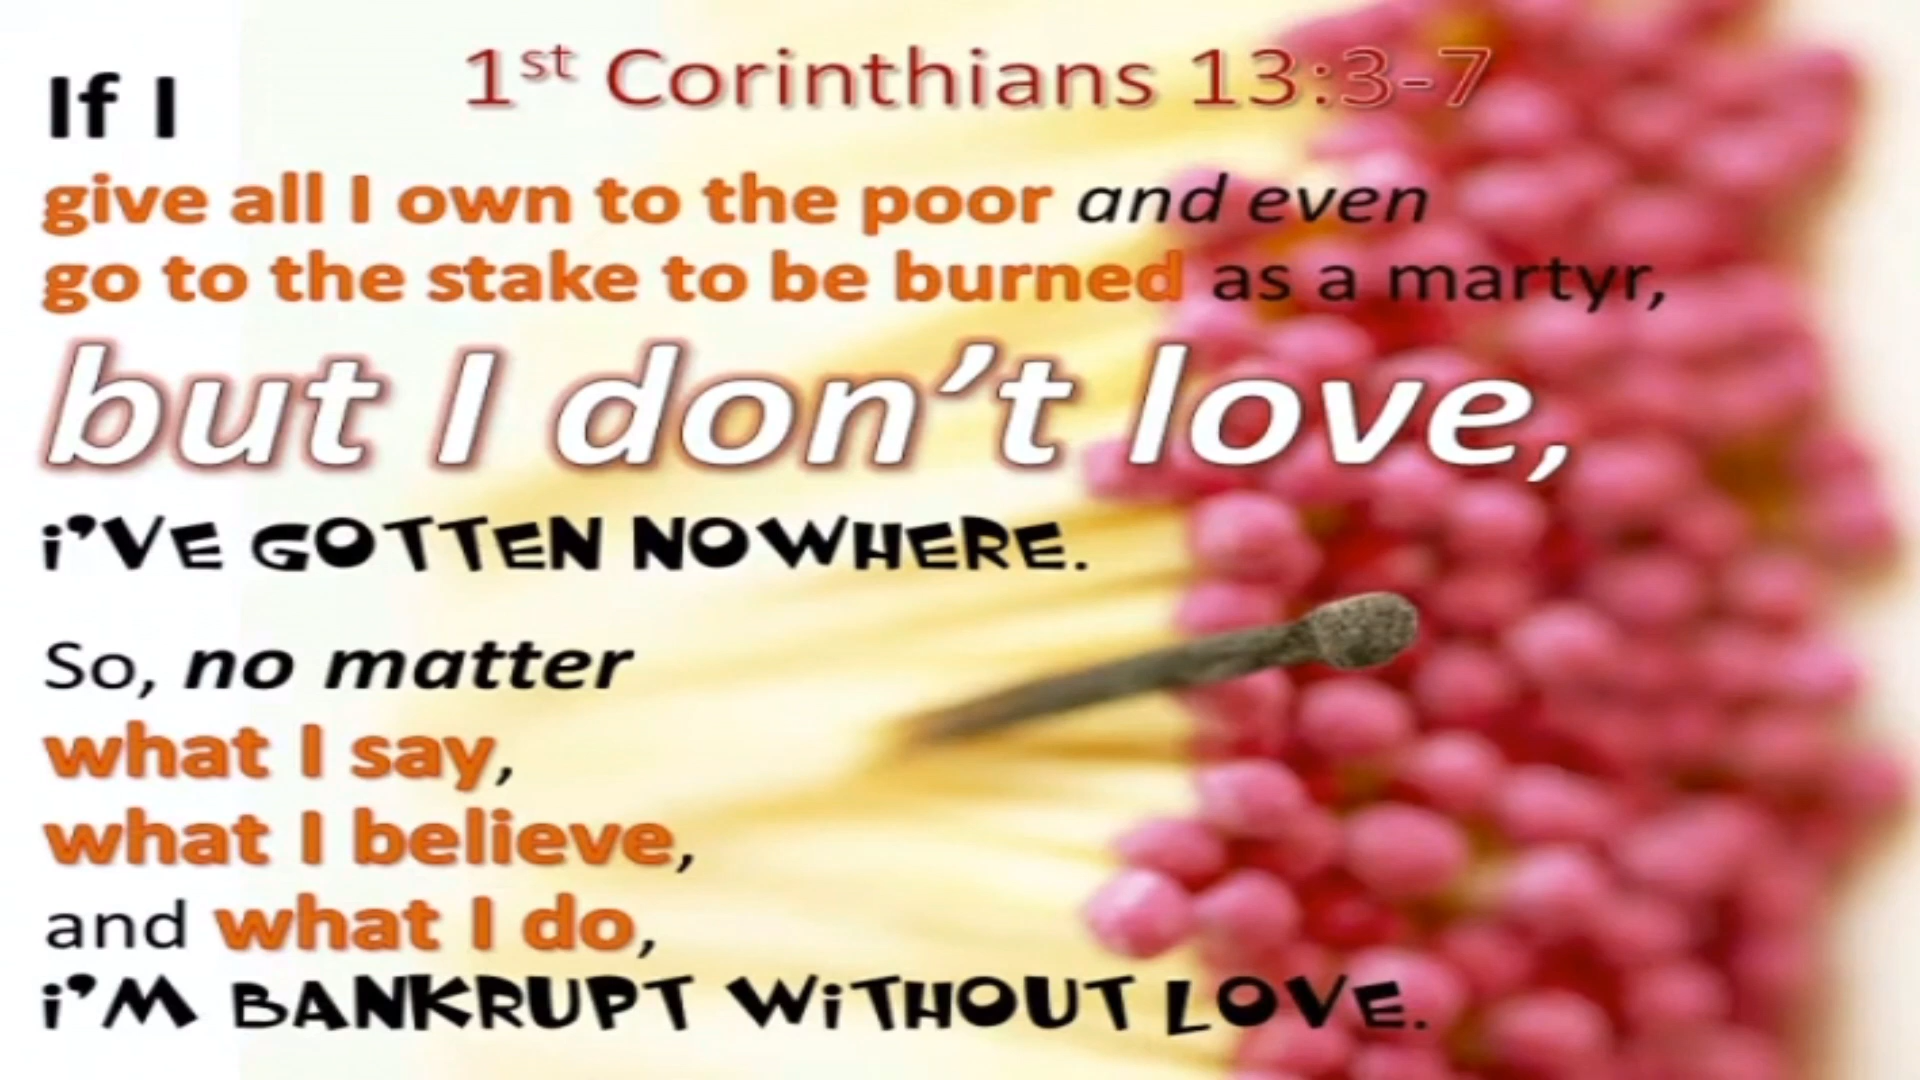 1st Corinthians 13:3-7
If I
give all I own to the poor and even
go to the stake to be burned as a martyr,
but I don't love,
i'VE GOTTEN NOWHERE.
So, no matter
what I say,
what I believe,
and what I do,
i'M BANKRUPT WiTHOUT LOVE.